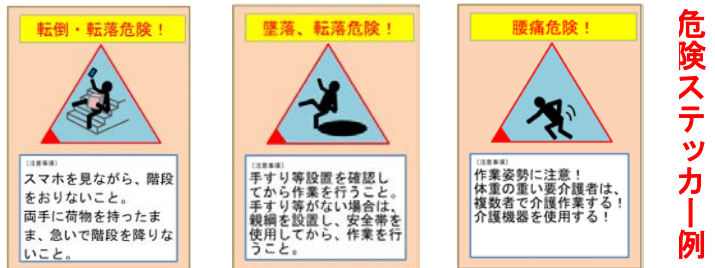 転倒・転落危険！
（注意事項）
スマホを見ながら、階段
をおりないこと。
両手に荷物を持ったま
ま、急いで階段を降りな
いこと。
墜落、転落危険！
（注意事項）
手すり等設置を確認し
てから作業を行うこと。
手すり等がない場合は、
親綱を設置し、安全帯を
使用してから、作業を行
うこと。
腰痛危険！
（注意事項）
作業姿勢に注意！
体重の重い要介護者は、
複数者で介護作業する！
介護機器を使用する！
危険ステッカー例